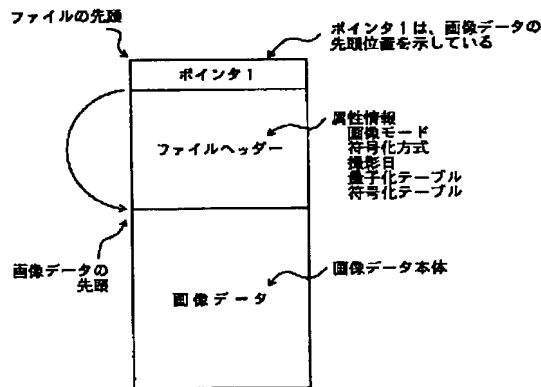 ファイルの先頭
ポインタ1は、画像データの
先頭位置を示している
ポインタ1
ファイルヘッダー
属性情報
画像モード
符号化方式
撮影日
量子化テーブル
符号化テーブル
画像データの
先頭
画像データ本体
画像データ